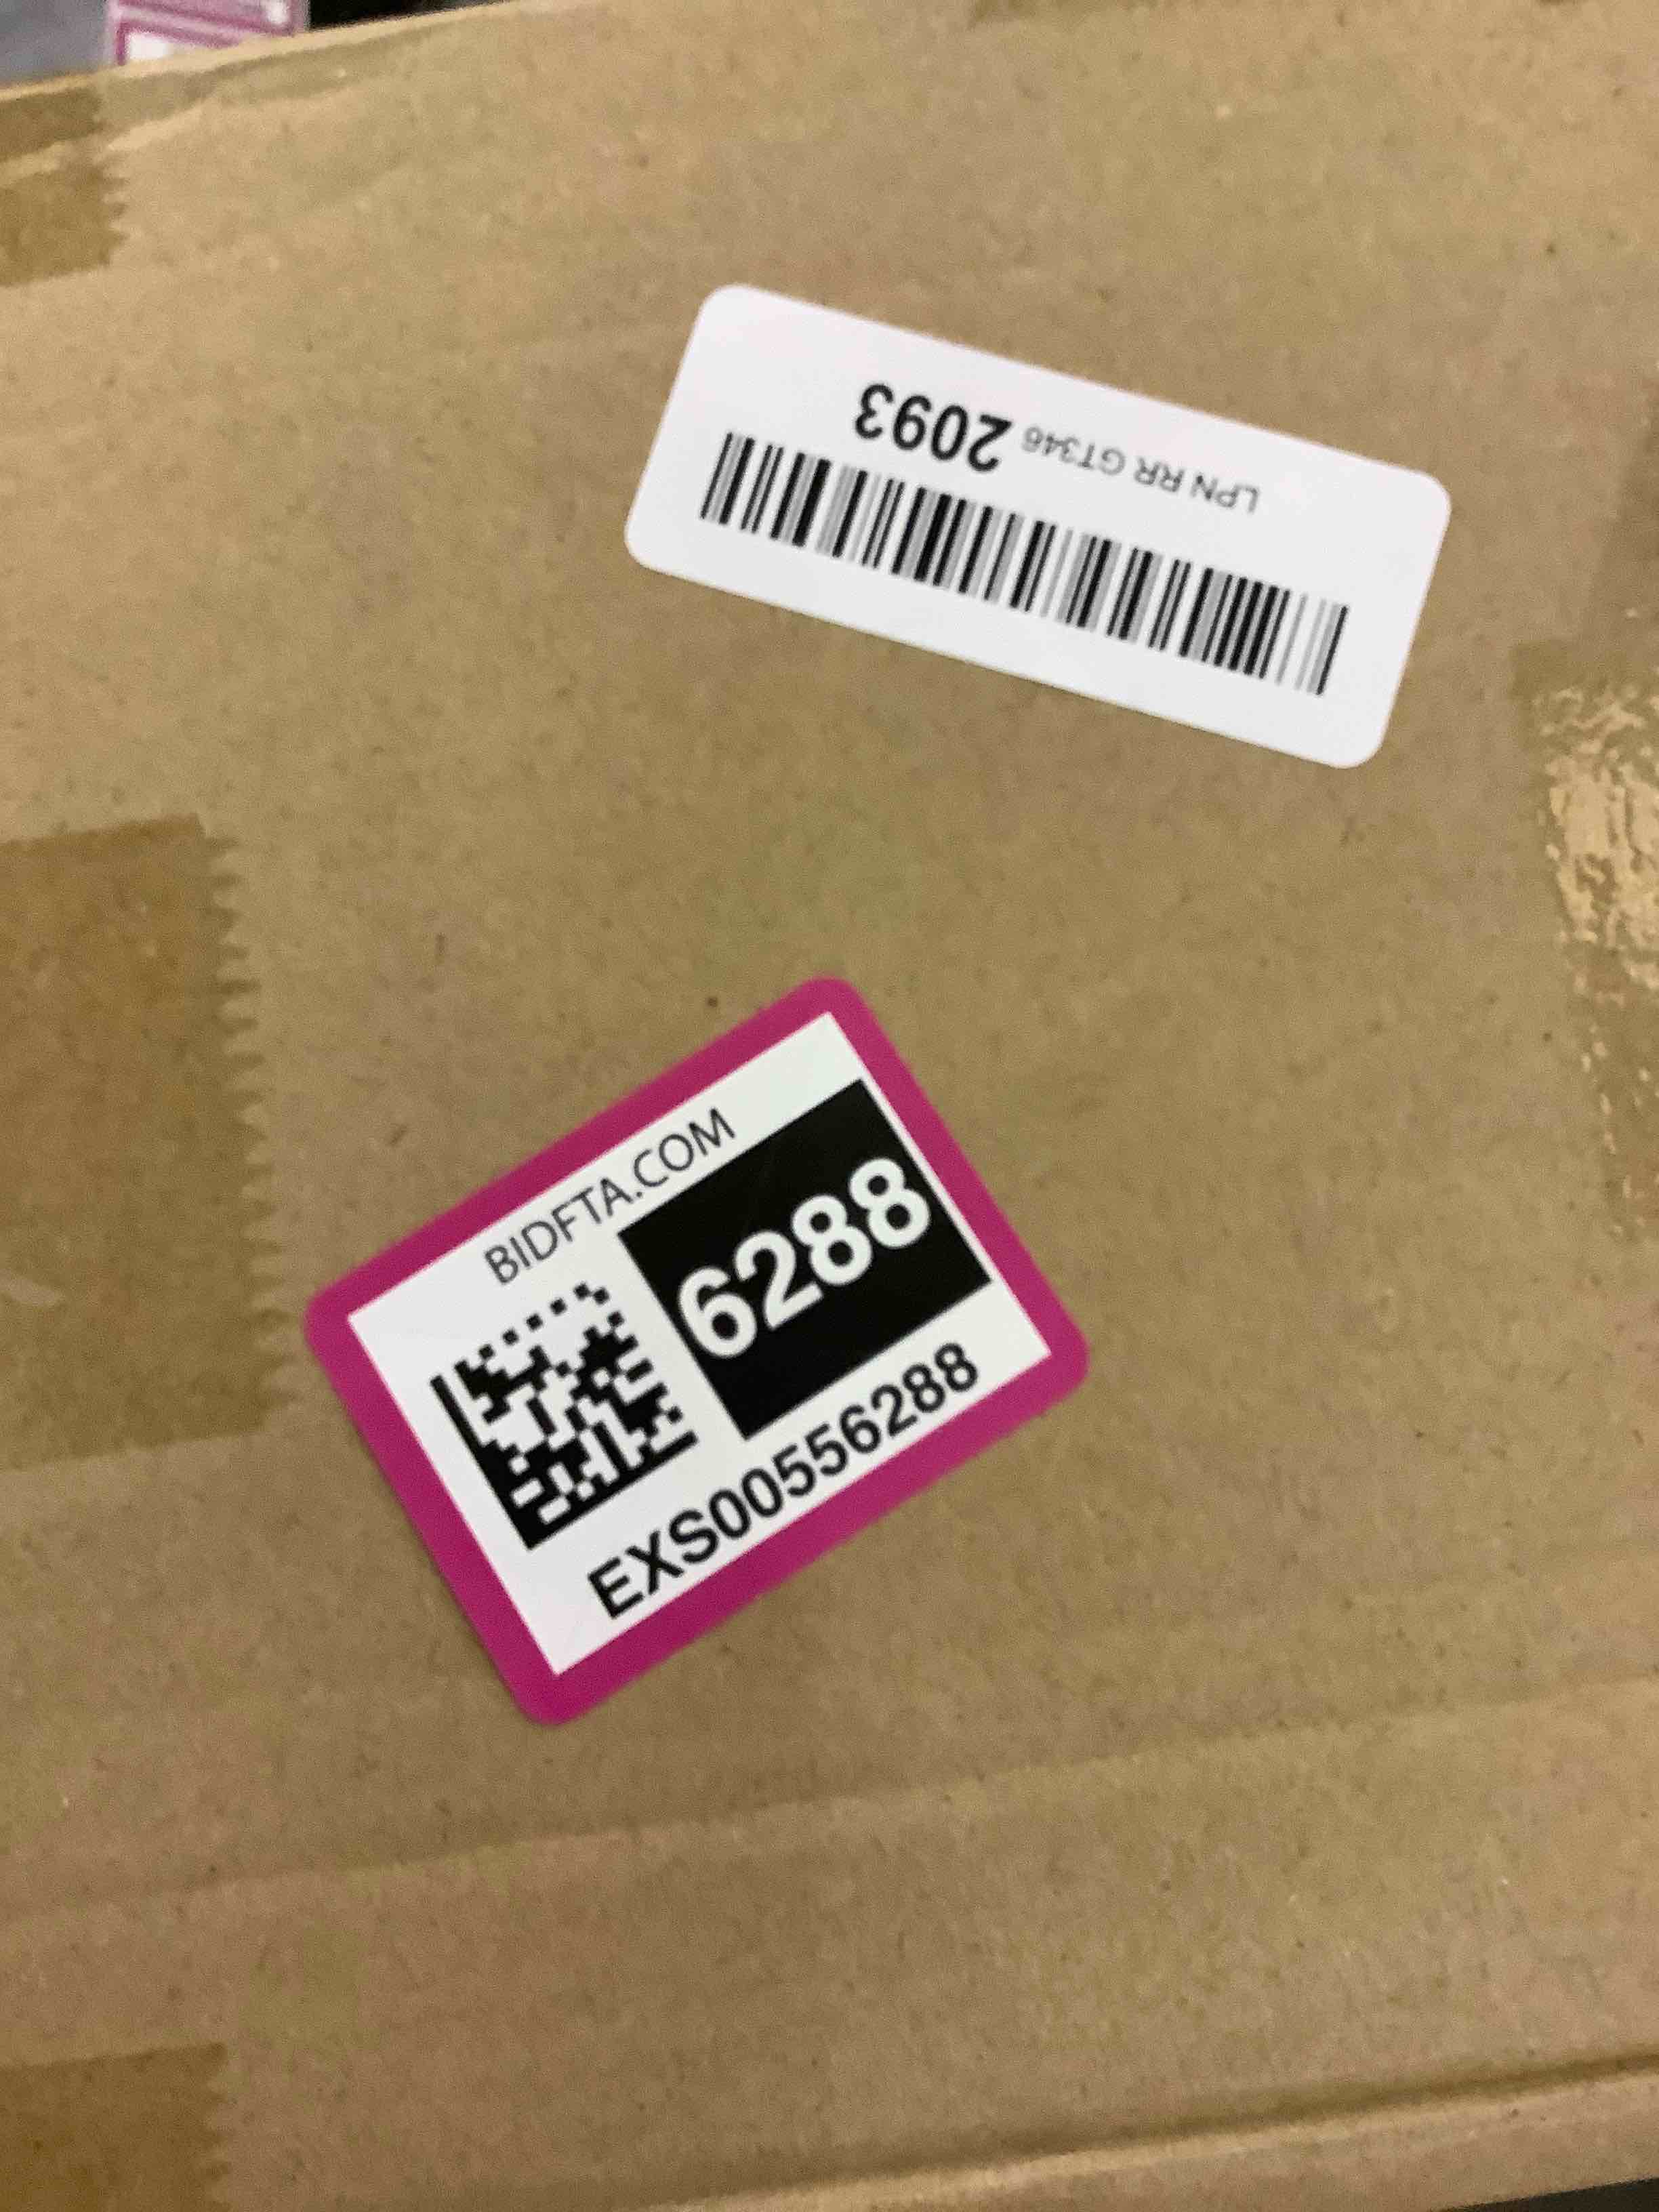 LPN RR GT346 2093
BIDFTA.COM
6288
EXS00556288